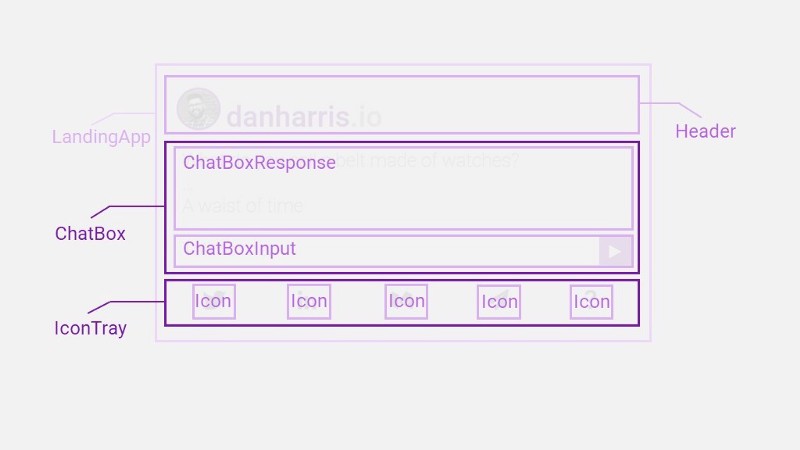 LandingApp
danharris.io
Header
ChatBoxResponse belt made of watches?
A waist of time.
ChatBox
ChatBoxInput
Icon Icon Icon Icon Icon
IconTray